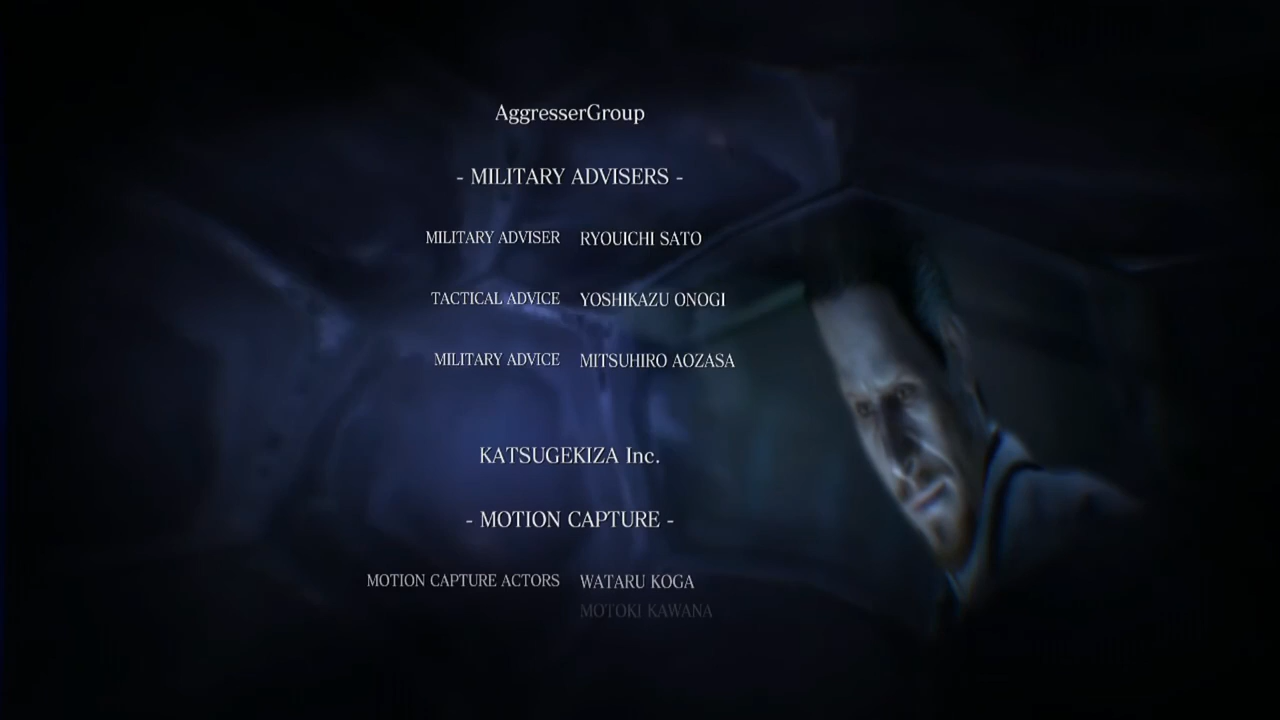 AggresserGroup
- MILITARY ADVISERS -
MILITARY ADVISER RYOUICHI SATO
TACTICAL ADVICE YOSHIKAZU ONOGI
MILITARY ADVICE MITSUHIRO AOZASA
KATSUGEKIZA Inc.
- MOTION CAPTURE -
MOTION CAPTURE ACTORS WATARU KOGA
MOTOKI KAWANA